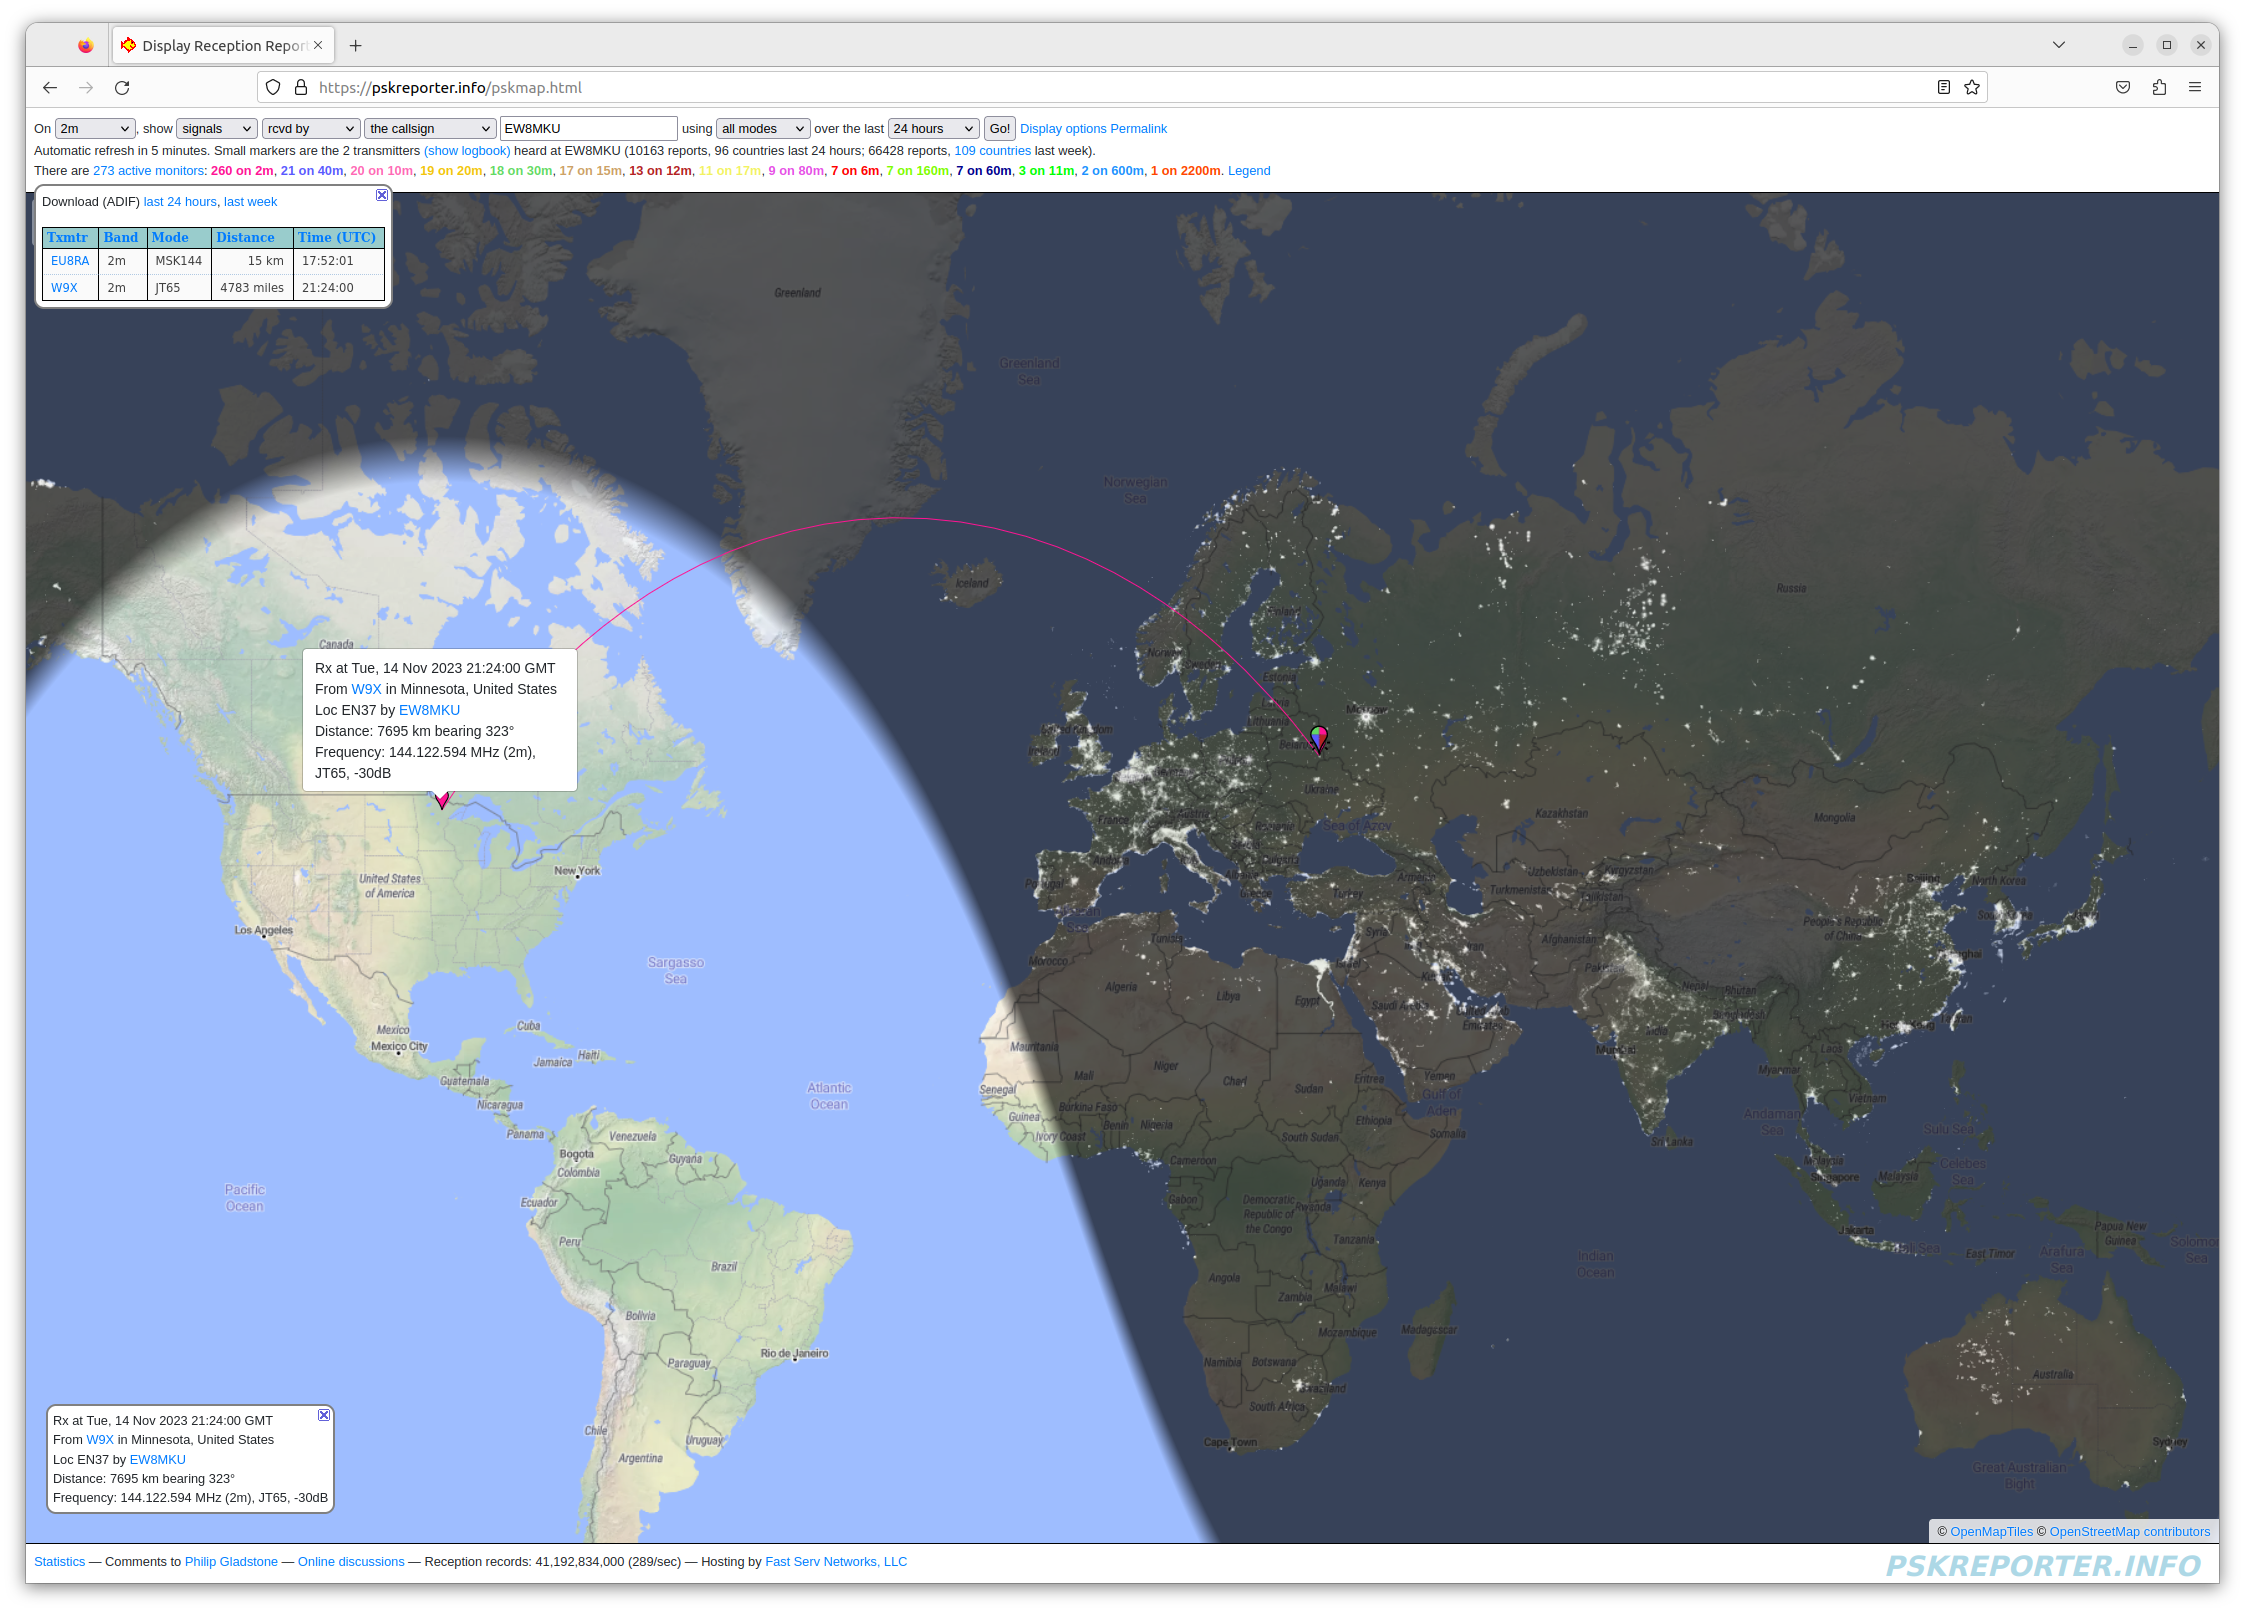 Display Reception Repor
https://pskreporter.info/pskmap.html
On 2m , show signals rcvd by the callsign EW8MKU using all modes over the last 24 hours Go! Display options Permalink
Automatic refresh in 5 minutes. Small markers are the 2 transmitters (show logbook) heard at EW8MKU (10163 reports, 96 countries last 24 hours; 66428 reports, 109 countries last week).
There are 273 active monitors: 260 on 2m, 21 on 40m, 20 on 10m, 19 on 20m, 18 on 30m, 17 on 15m, 13 on 12m, 11 on 17m, 9 on 80m, 7 on 6m, 7 on 160m, 7 on 60m, 3 on 11m, 2 on 600m, 1 on 2200m. Legend
Download (ADIF) last 24 hours, last week
Txmtr Band Mode Distance Time (UTC)
EU8RA 2m MSK144 15 km 17:52:01
W9X 2m JT65 4783 miles 21:24:00
Greenland
Greenland
Sea
Norwegian
Sea
Iceland
Russia
Finland
Canada
Norway
Sweden
Estonia
Latvia
Lithuania
Moscow
United Kingdom
Ireland
Belarus
Rx at Tue, 14 Nov 2023 21:24:00 GMT
From W9X in Minnesota, United States
Loc EN37 by EW8MKU
Distance: 7695 km bearing 323°
Frequency: 144.122.594 MHz (2m),
JT65, -30dB
Ukraine
Kazakhstan
Mongolia
France
Austria
Romania
Sea of Azov
New York
United States
of America
Andorra
Portugal
Greece
Turkey
Armenia
Uzbekistan
Kyrgyzstan
Turkmenistan
Tajikistan
Beijing
North Korea
Los Angeles
Sargasso
Sea
Tunisia
Syria
Iran
Afghanistan
People's Republic
of China
Morocco
Israel
Pakistan
Shanghai
Algeria
Libya
Egypt
Saudi Arabia
United Arab
Emirates
Nepal
Bhutan
Bangladesh
Taiwan
Hong Kong
India
Mumbai
Mexico
Mexico City
Cuba
Jamaica
Haiti
Guatemala
Nicaragua
Panama
Mauritania
Mali
Niger
Chad
Sudan
Eritrea
Yemen
Gulf of
Aden
Laos
Myanmar
Vietnam
Andaman
Sea
Sulu Sea
Atlantic
Ocean
Senegal
Guinea
Burkina Faso
Ivory Coast
Benin
Nigeria
South Sudan
Ethiopia
Somalia
Sri Lanka
Venezuela
Bogota
Colombia
Guyana
Ecuador
Cameroon
Gabon
Uganda
Kenya
Democratic
Republic of
the Congo
Rwanda
Tanzania
Malaysia
Singapore
Malaysia
Celebes
Sea
Pacific
Ocean
Peru
Brazil
Jakarta
East Timor
Arafura
Sea
Papua New
Guinea
Indian
Ocean
Angola
Zambia
Malawi
Mozambique
Madagascar
Bolivia
Rio de Janeiro
Paraguay
Namibia
Botswana
Swaziland
South Africa
Cape Town
Australia
Sydney
Great Australian
Bight
Chile
Uruguay
Argentina
Rx at Tue, 14 Nov 2023 21:24:00 GMT
From W9X in Minnesota, United States
Loc EN37 by EW8MKU
Distance: 7695 km bearing 323°
Frequency: 144.122.594 MHz (2m), JT65, -30dB
© OpenMapTiles © OpenStreetMap contributors
Statistics — Comments to Philip Gladstone — Online discussions — Reception records: 41,192,834,000 (289/sec) — Hosting by Fast Serv Networks, LLC
PSKREPORTER.INFO